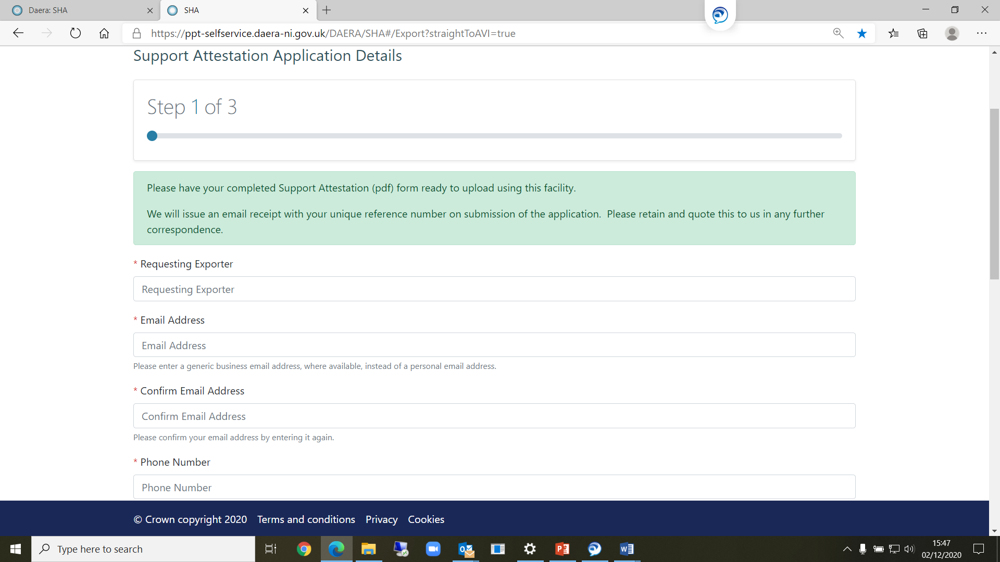 Daera: SHA
SHA
https://ppt-selfservice.daera-ni.gov.uk/DAERA/SHA#/Export?straightToAVI=true
Support Attestation Application Details
Step 1 of 3
Please have your completed Support Attestation (pdf) form ready to upload using this facility.
We will issue an email receipt with your unique reference number on submission of the application.  Please retain and quote this to us in any further
correspondence.
* Requesting Exporter
Requesting Exporter
* Email Address
Email Address
Please enter a generic business email address, where available, instead of a personal email address.
* Confirm Email Address
Confirm Email Address
Please confirm your email address by entering it again.
* Phone Number
Phone Number
© Crown copyright 2020 Terms and conditions Privacy Cookies
Type here to search
15:47
02/12/2020